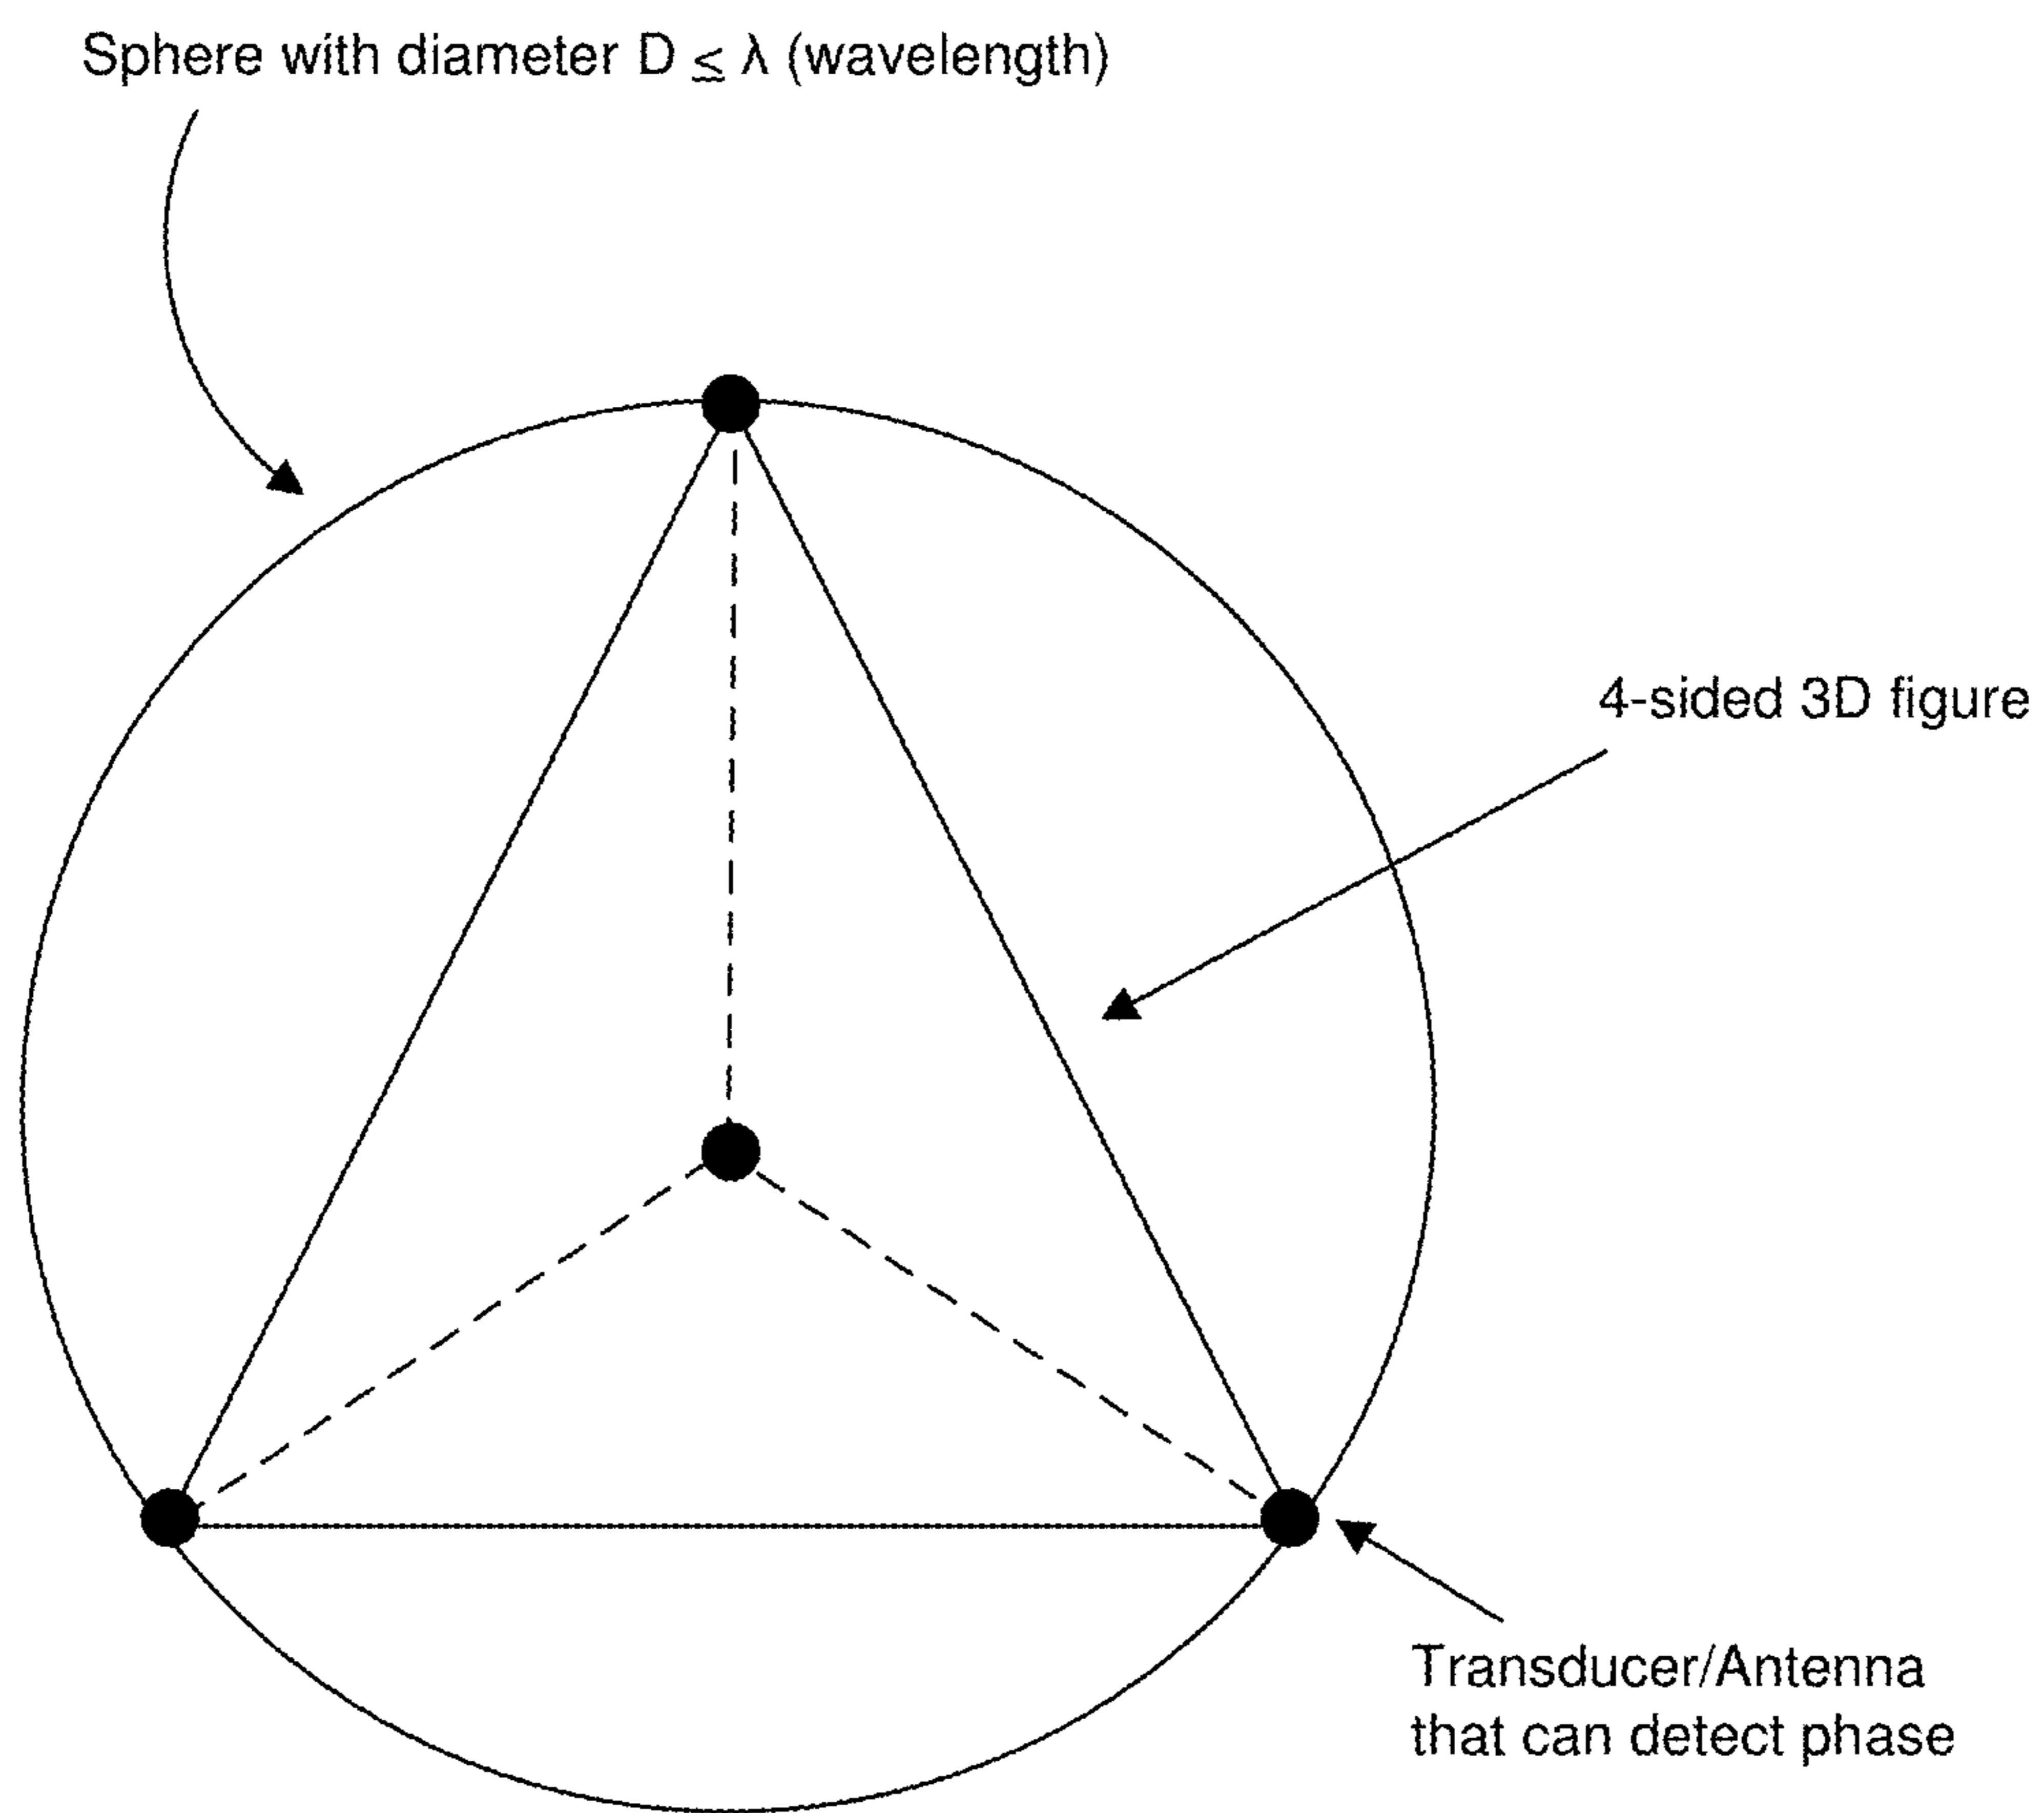 Sphere with diameter D ≤ λ (wavelength)
4-sided 3D figure
Transducer/Antenna
that can detect phase